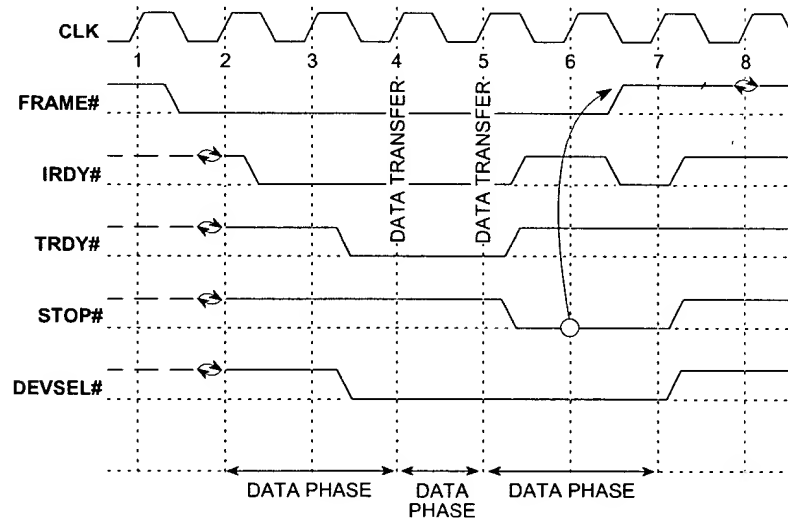 CLK
1 2 3 4 5 6 7 8
FRAME#
IRDY#
TRDY#
STOP#
DEVSEL#
DATA TRANSFER
DATA TRANSFER
DATA PHASE
DATA
PHASE
DATA PHASE